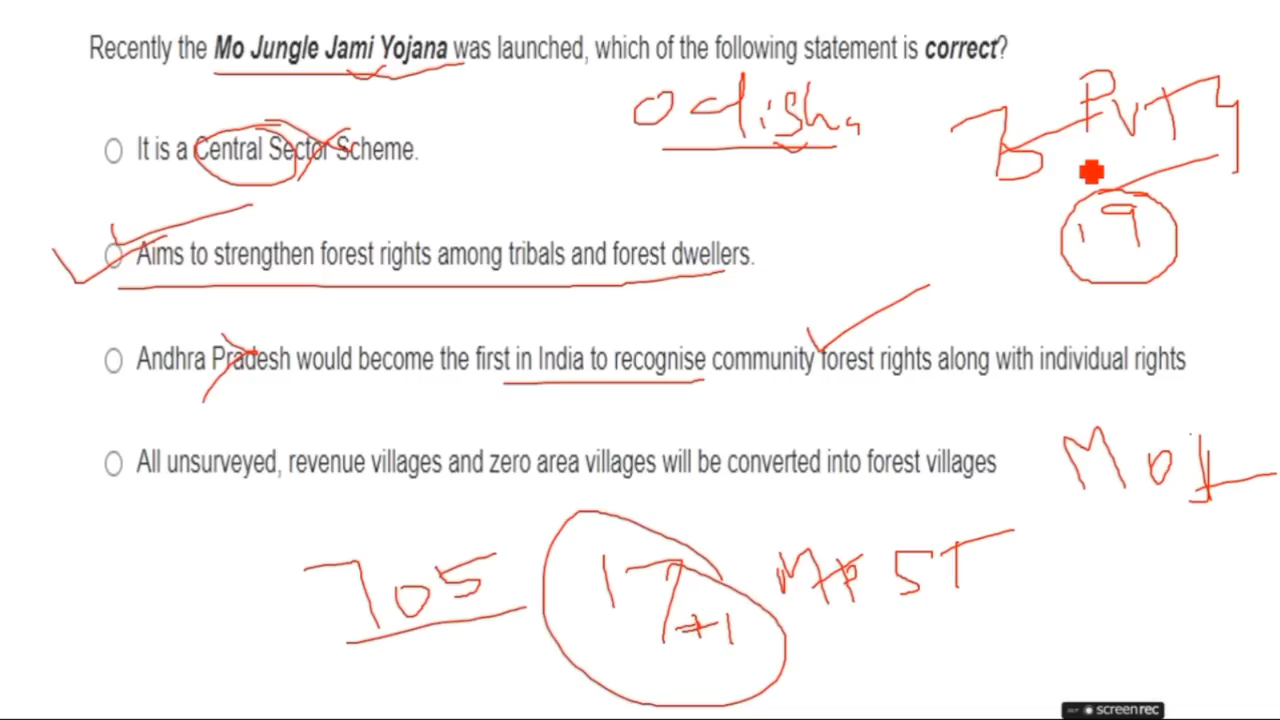 Recently the Mo Jungle Jami Yojana was launched, which of the following statement is correct?
Odisha
PVT
It is a Central Sector Scheme.
19
Aims to strengthen forest rights among tribals and forest dwellers.
Andhra Pradesh would become the first in India to recognise community forest rights along with individual rights
All unsurveyed, revenue villages and zero area villages will be converted into forest villages
705
17+1
MP ST
screenrec